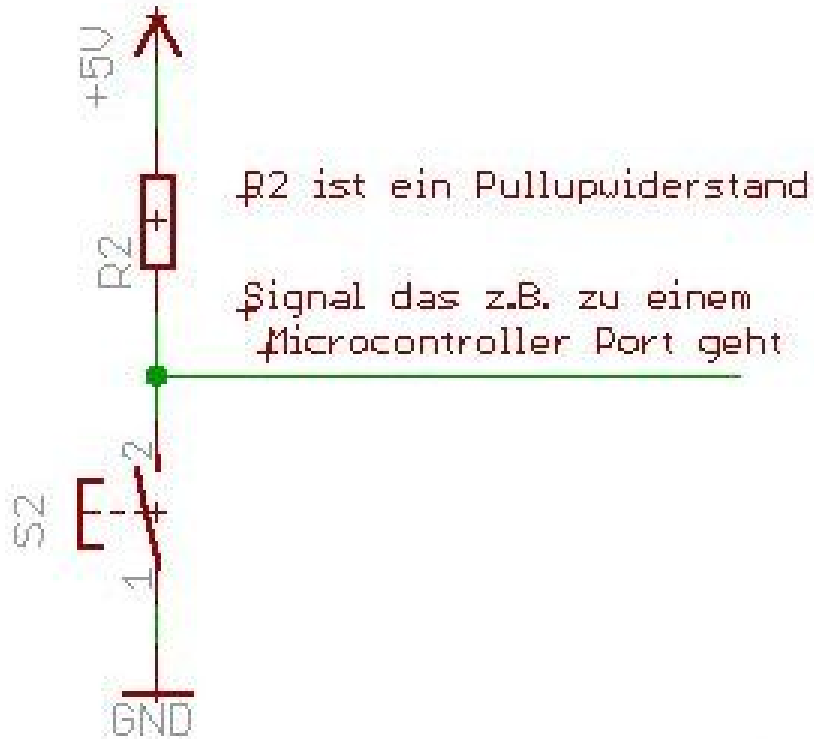 +5V
R2 ist ein Pullupwiderstand
R2
Signal das z.B. zu einem
Microcontroller Port geht
2
S2
1
GND